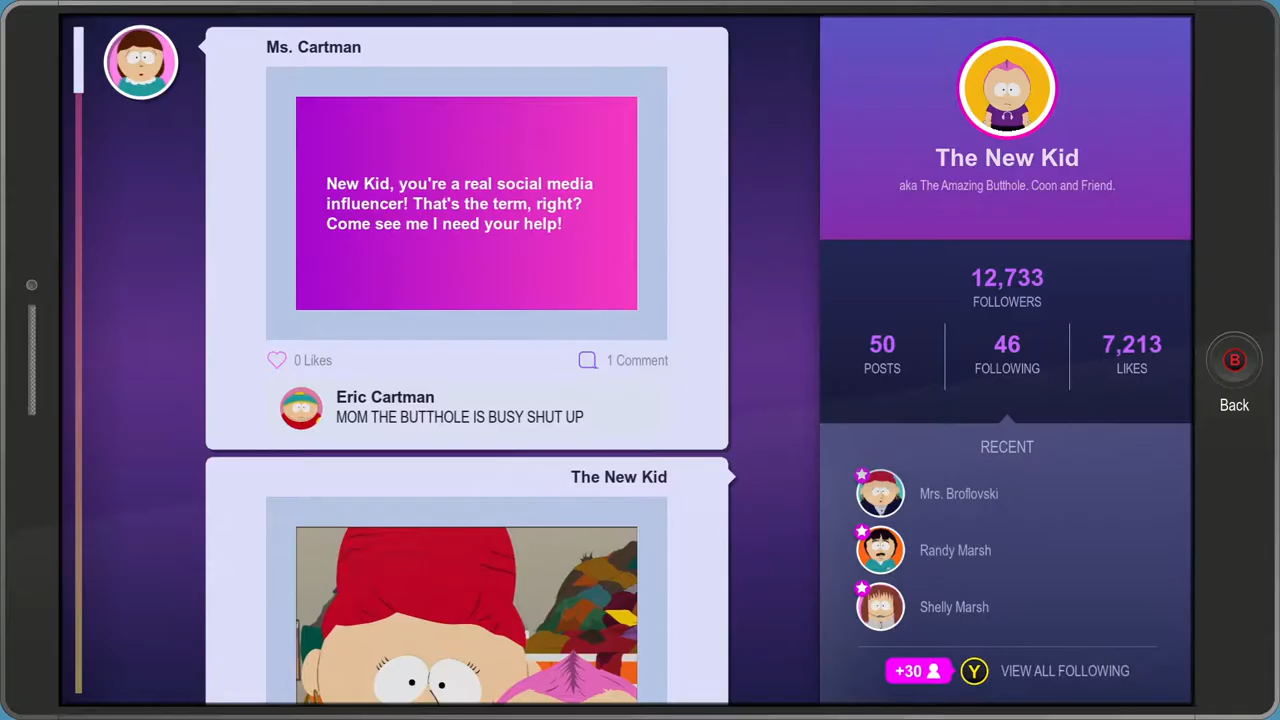 Ms. Cartman
New Kid, you're a real social media
influencer! That's the term, right?
Come see me I need your help!
0 Likes
1 Comment
Eric Cartman
MOM THE BUTTHOLE IS BUSY SHUT UP
The New Kid
The New Kid
aka The Amazing Butthole. Coon and Friend.
12,733
FOLLOWERS
50
POSTS
46
FOLLOWING
7,213
LIKES
RECENT
Mrs. Broflovski
Randy Marsh
Shelly Marsh
+30
Y
VIEW ALL FOLLOWING
B
Back